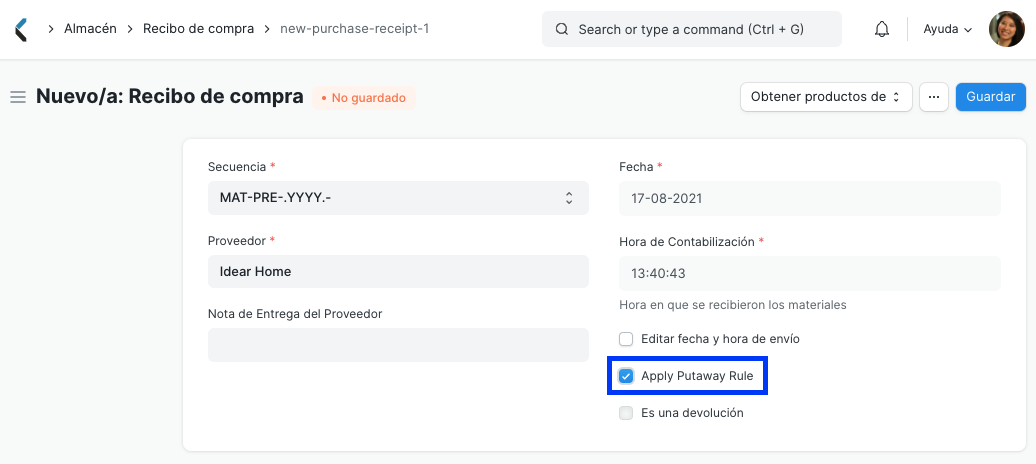 Almacén
Recibo de compra
new-purchase-receipt-1
Search or type a command (Ctrl + G)
Ayuda
Nuevo/a: Recibo de compra
• No guardado
Obtener productos de
...
Guardar
Secuencia *
MAT-PRE-.YYYY.-
Proveedor *
Idear Home
Nota de Entrega del Proveedor
Fecha *
17-08-2021
Hora de Contabilización *
13:40:43
Hora en que se recibieron los materiales
Editar fecha y hora de envío
Apply Putaway Rule
Es una devolución